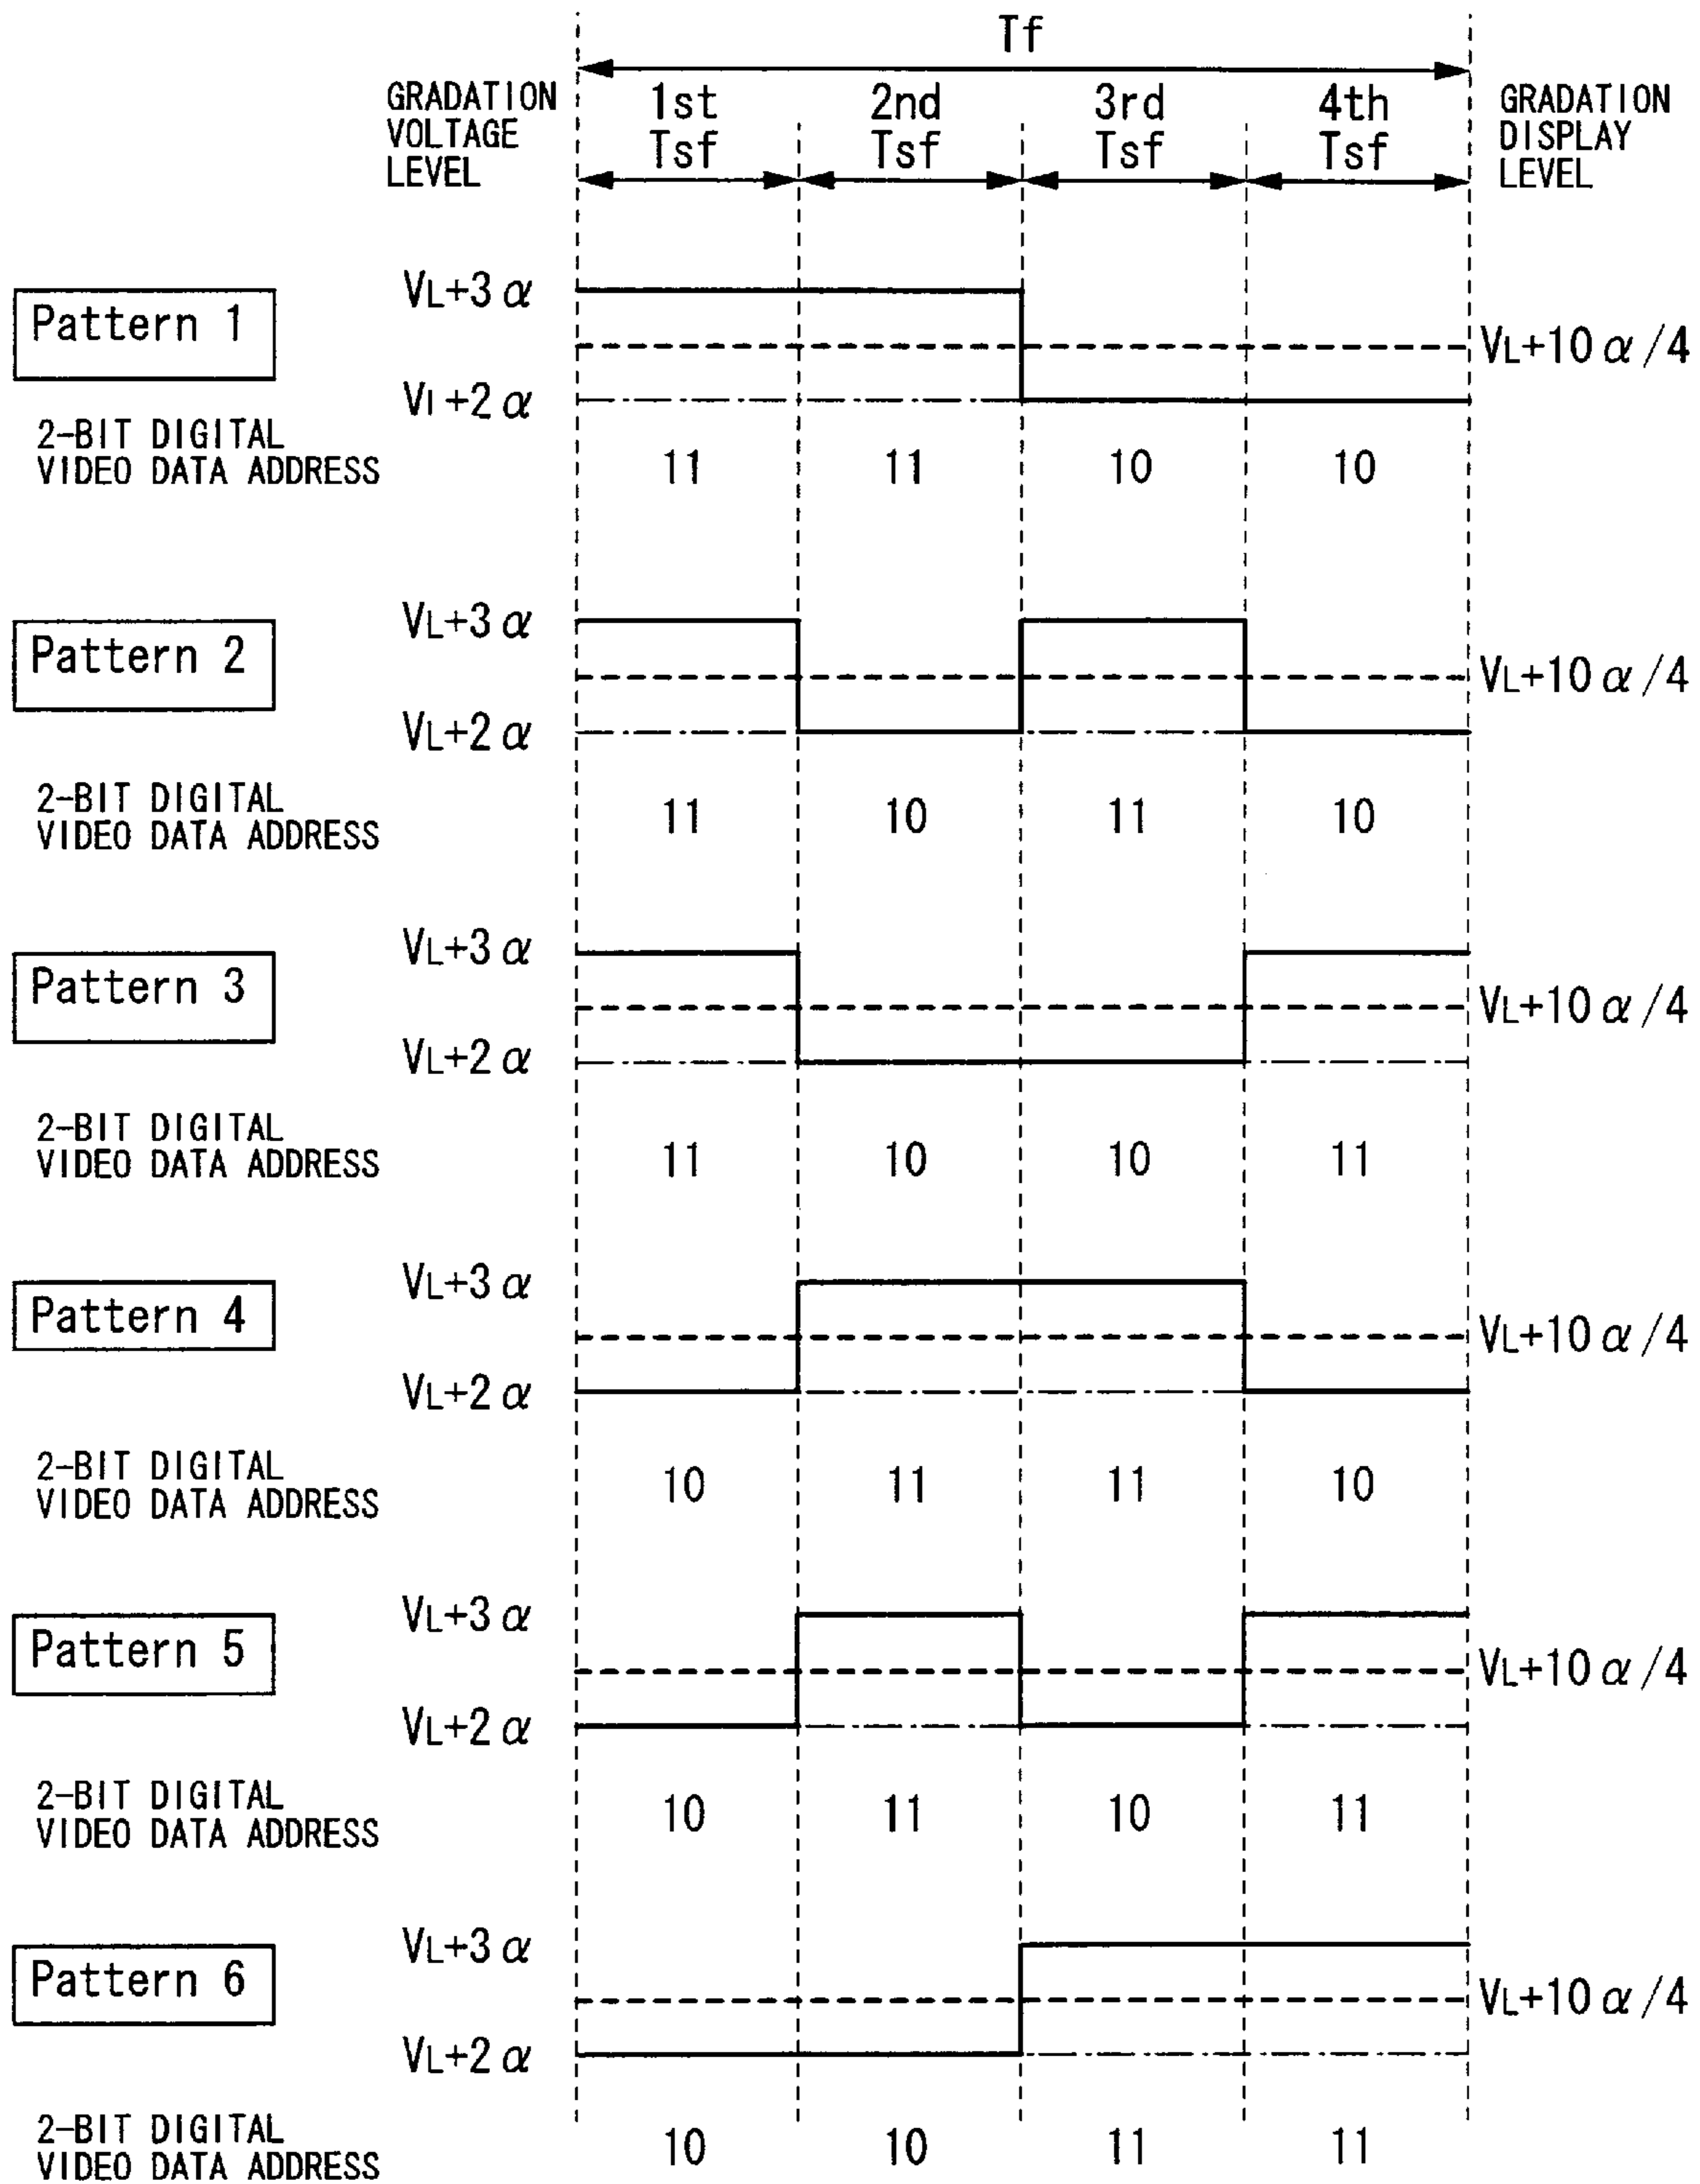 Tf
GRADATION
VOLTAGE
LEVEL
1st
Tsf
2nd
Tsf
3rd
Tsf
4th
Tsf
GRADATION
DISPLAY
LEVEL
Pattern 1
VL+3α
VL+10α/4
Vl+2α
2-BIT DIGITAL
VIDEO DATA ADDRESS
11 11 10 10
Pattern 2
VL+3α
VL+10α/4
VL+2α
2-BIT DIGITAL
VIDEO DATA ADDRESS
11 10 11 10
Pattern 3
VL+3α
VL+10α/4
VL+2α
2-BIT DIGITAL
VIDEO DATA ADDRESS
11 10 10 11
Pattern 4
VL+3α
VL+10α/4
VL+2α
2-BIT DIGITAL
VIDEO DATA ADDRESS
10 11 11 10
Pattern 5
VL+3α
VL+10α/4
VL+2α
2-BIT DIGITAL
VIDEO DATA ADDRESS
10 11 10 11
Pattern 6
VL+3α
VL+10α/4
VL+2α
2-BIT DIGITAL
VIDEO DATA ADDRESS
10 10 11 11